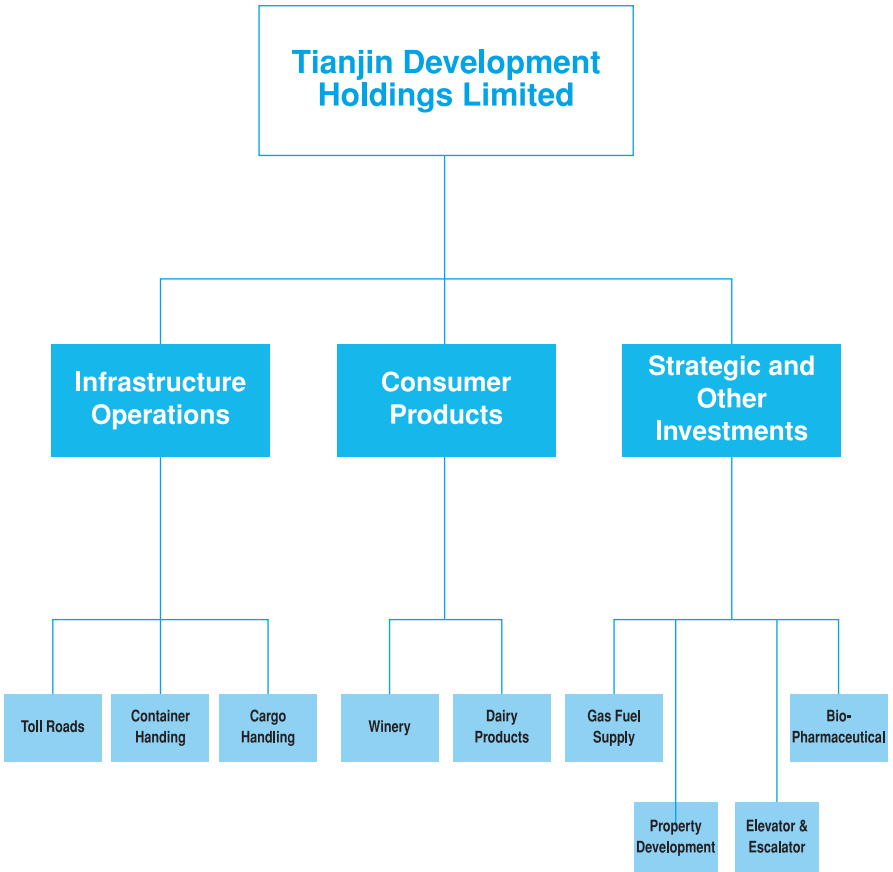 Tianjin Development
Holdings Limited
Infrastructure
Operations
Consumer
Products
Strategic and
Other
Investments
Toll Roads
Container
Handing
Cargo
Handling
Winery
Dairy
Products
Gas Fuel
Supply
Bio-
Pharmaceutical
Property
Development
Elevator &
Escalator